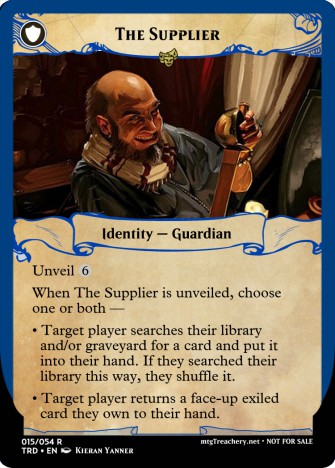 The Supplier
Identity — Guardian
Unveil 6
When The Supplier is unveiled, choose
one or both —
• Target player searches their library
and/or graveyard for a card and put it
into their hand. If they searched their
library this way, they shuffle it.
• Target player returns a face-up exiled
card they own to their hand.
015/054 R
TRD • EN Kieran Yanner
mtgTreachery.net • NOT FOR SALE